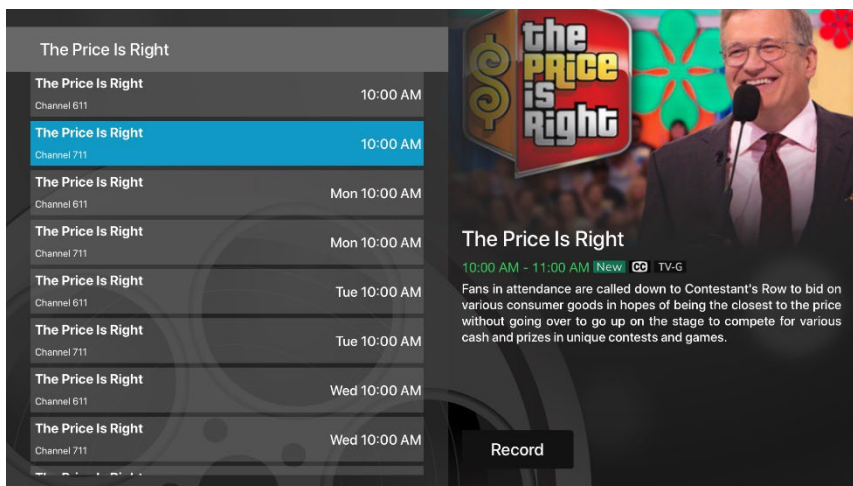 The Price Is Right
The Price Is Right
Channel 611
10:00 AM
The Price Is Right
Channel 711
10:00 AM
The Price Is Right
Channel 611
Mon 10:00 AM
The Price Is Right
Channel 711
Mon 10:00 AM
The Price Is Right
Channel 611
Tue 10:00 AM
The Price Is Right
Channel 711
Tue 10:00 AM
The Price Is Right
Channel 611
Wed 10:00 AM
The Price Is Right
Channel 711
Wed 10:00 AM
the
PRiCe
is
Right
The Price Is Right
10:00 AM - 11:00 AM New CC TV-G
Fans in attendance are called down to Contestant's Row to bid on
various consumer goods in hopes of being the closest to the price
without going over to go up on the stage to compete for various
cash and prizes in unique contests and games.
Record